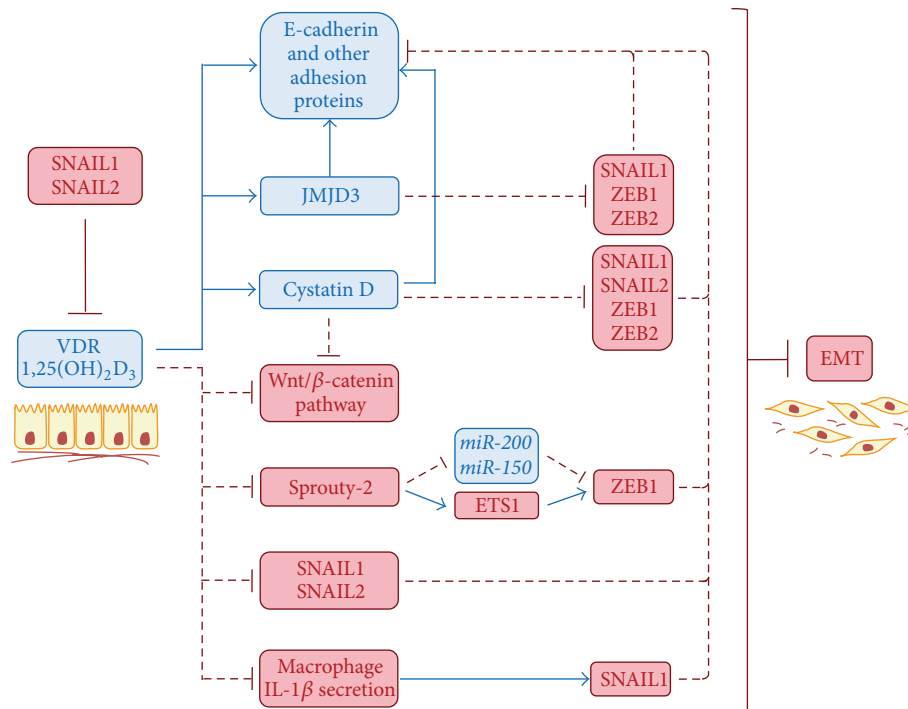 E-cadherin
and other
adhesion
proteins
SNAIL1
SNAIL2
JMJD3
SNAIL1
ZEB1
ZEB2
Cystatin D
SNAIL1
SNAIL2
ZEB1
ZEB2
VDR
1,25(OH)₂D₃
Wnt/β-catenin
pathway
EMT
miR-200
miR-150
Sprouty-2
ETS1
ZEB1
SNAIL1
SNAIL2
Macrophage
IL-1β secretion
SNAIL1